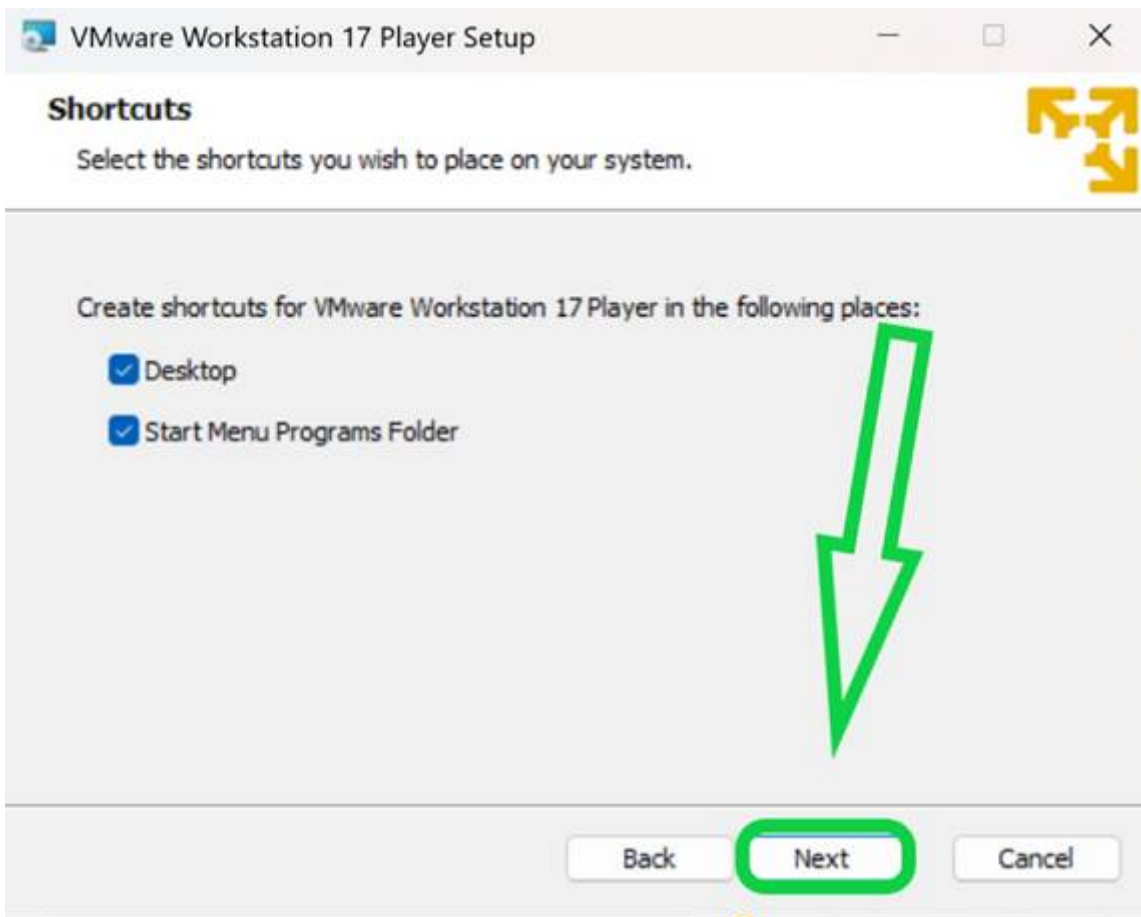 VMware Workstation 17 Player Setup
Shortcuts
Select the shortcuts you wish to place on your system.
Create shortcuts for VMware Workstation 17 Player in the following places:
Desktop
Start Menu Programs Folder
Back Next Cancel